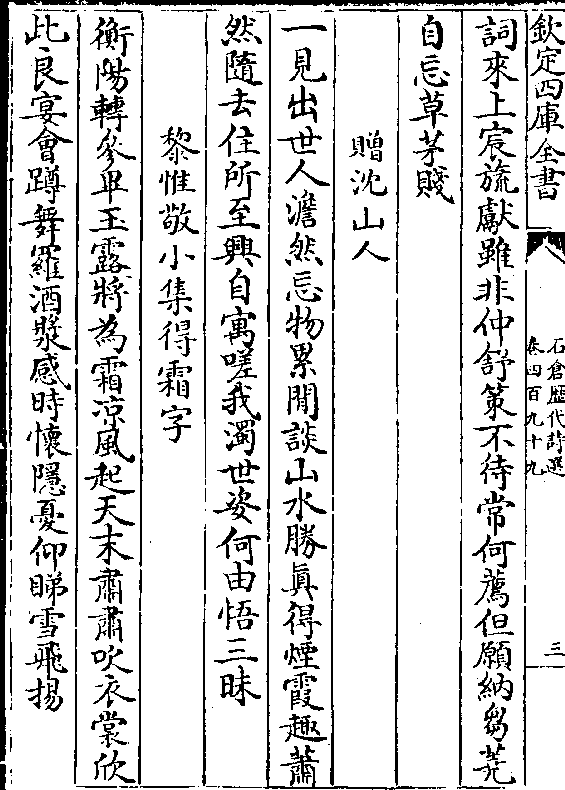 欽定四庫全書
石倉歷代詩選
卷四百九十九
三
詞來上宸旒獻雖非仲舒策不待常何薦但願納芻蕘
自忘草茅賤
贈沈山人
一見出世人澹然忘物累閒談山水勝眞得煙霞趣蕭
然隨去住所至興自寓嗟我濁世姿何由悟三昧
黎惟敬小集得霜字
衡陽轉參畢玉露將為霜凉風起天末肅肅吹衣裳欣
此良宴會蹲舞羅酒漿感時懷隱憂仰睇雪飛揚